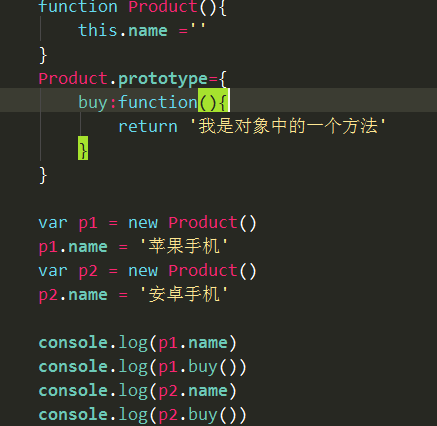 function Product(){
this.name =''
}
Product.prototype={
buy:function(){
return '我是对象中的一个方法'
}
}
var p1 = new Product()
p1.name = '苹果手机'
var p2 = new Product()
p2.name = '安卓手机'
console.log(p1.name)
console.log(p1.buy())
console.log(p2.name)
console.log(p2.buy())